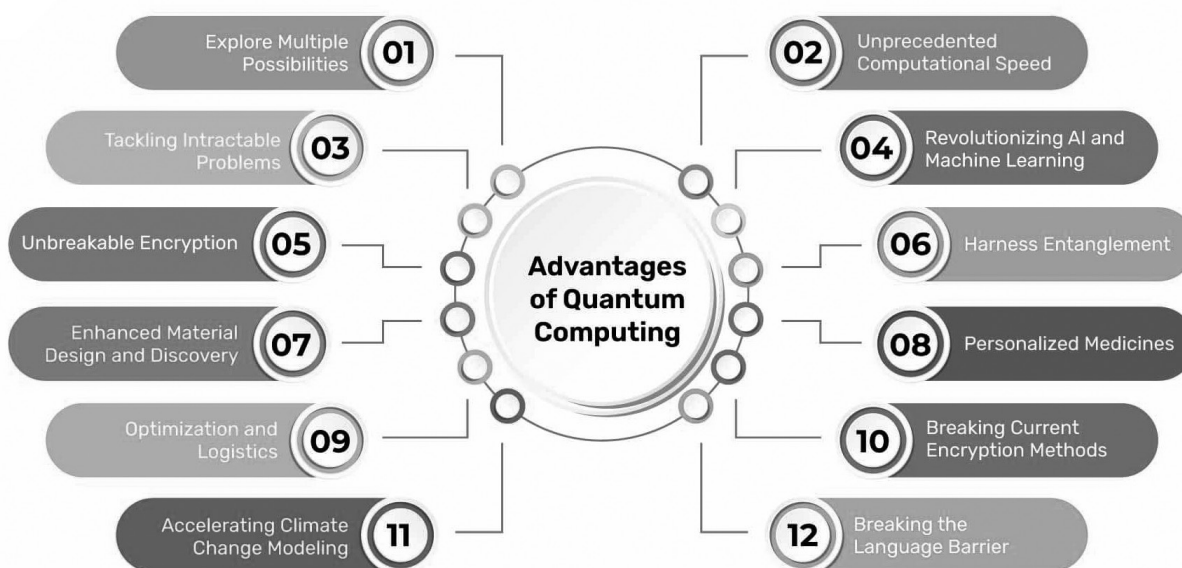 01
Explore Multiple
Possibilities
02
Unprecedented
Computational Speed
03
Tackling Intractable
Problems
04
Revolutionizing AI and
Machine Learning
05
Unbreakable Encryption
06
Harness Entanglement
Advantages
of Quantum
Computing
07
Enhanced Material
Design and Discovery
08
Personalized Medicines
09
Optimization and
Logistics
10
Breaking Current
Encryption Methods
11
Accelerating Climate
Change Modeling
12
Breaking the
Language Barrier